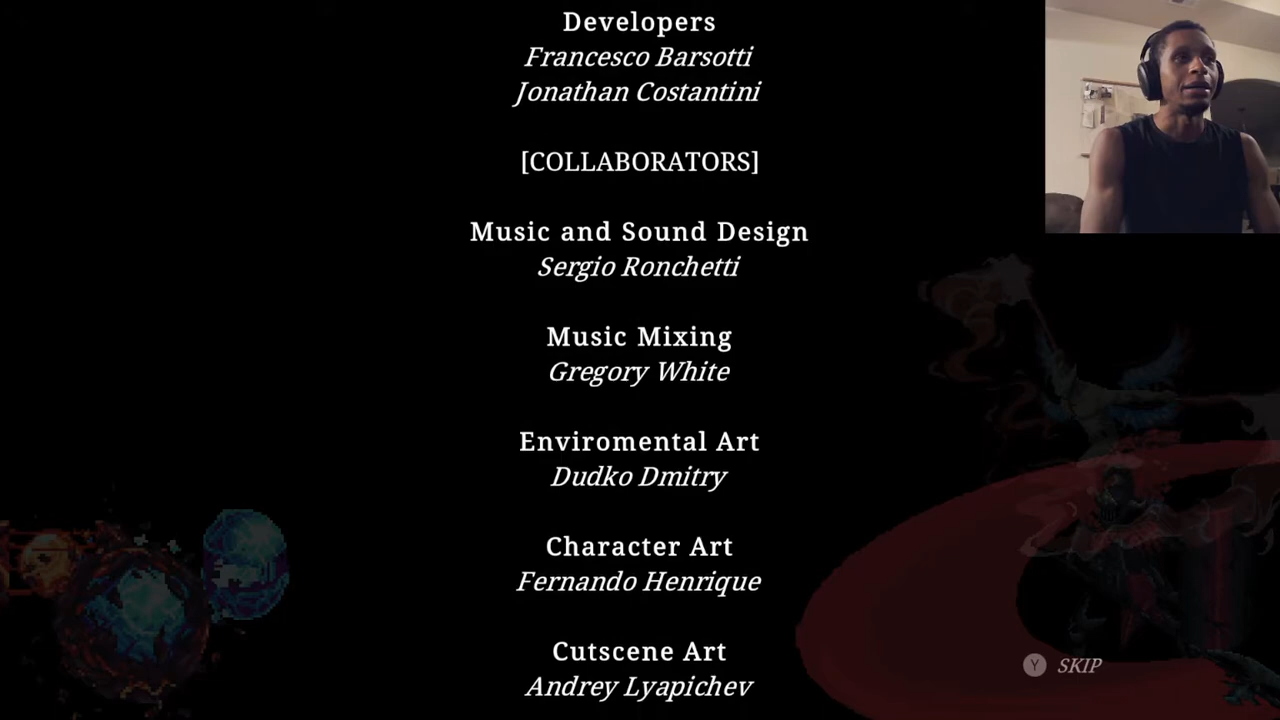 Developers
Francesco Barsotti
Jonathan Costantini
[COLLABORATORS]
Music and Sound Design
Sergio Ronchetti
Music Mixing
Gregory White
Enviromental Art
Dudko Dmitry
Character Art
Fernando Henrique
Cutscene Art
Andrey Lyapichev
Y SKIP